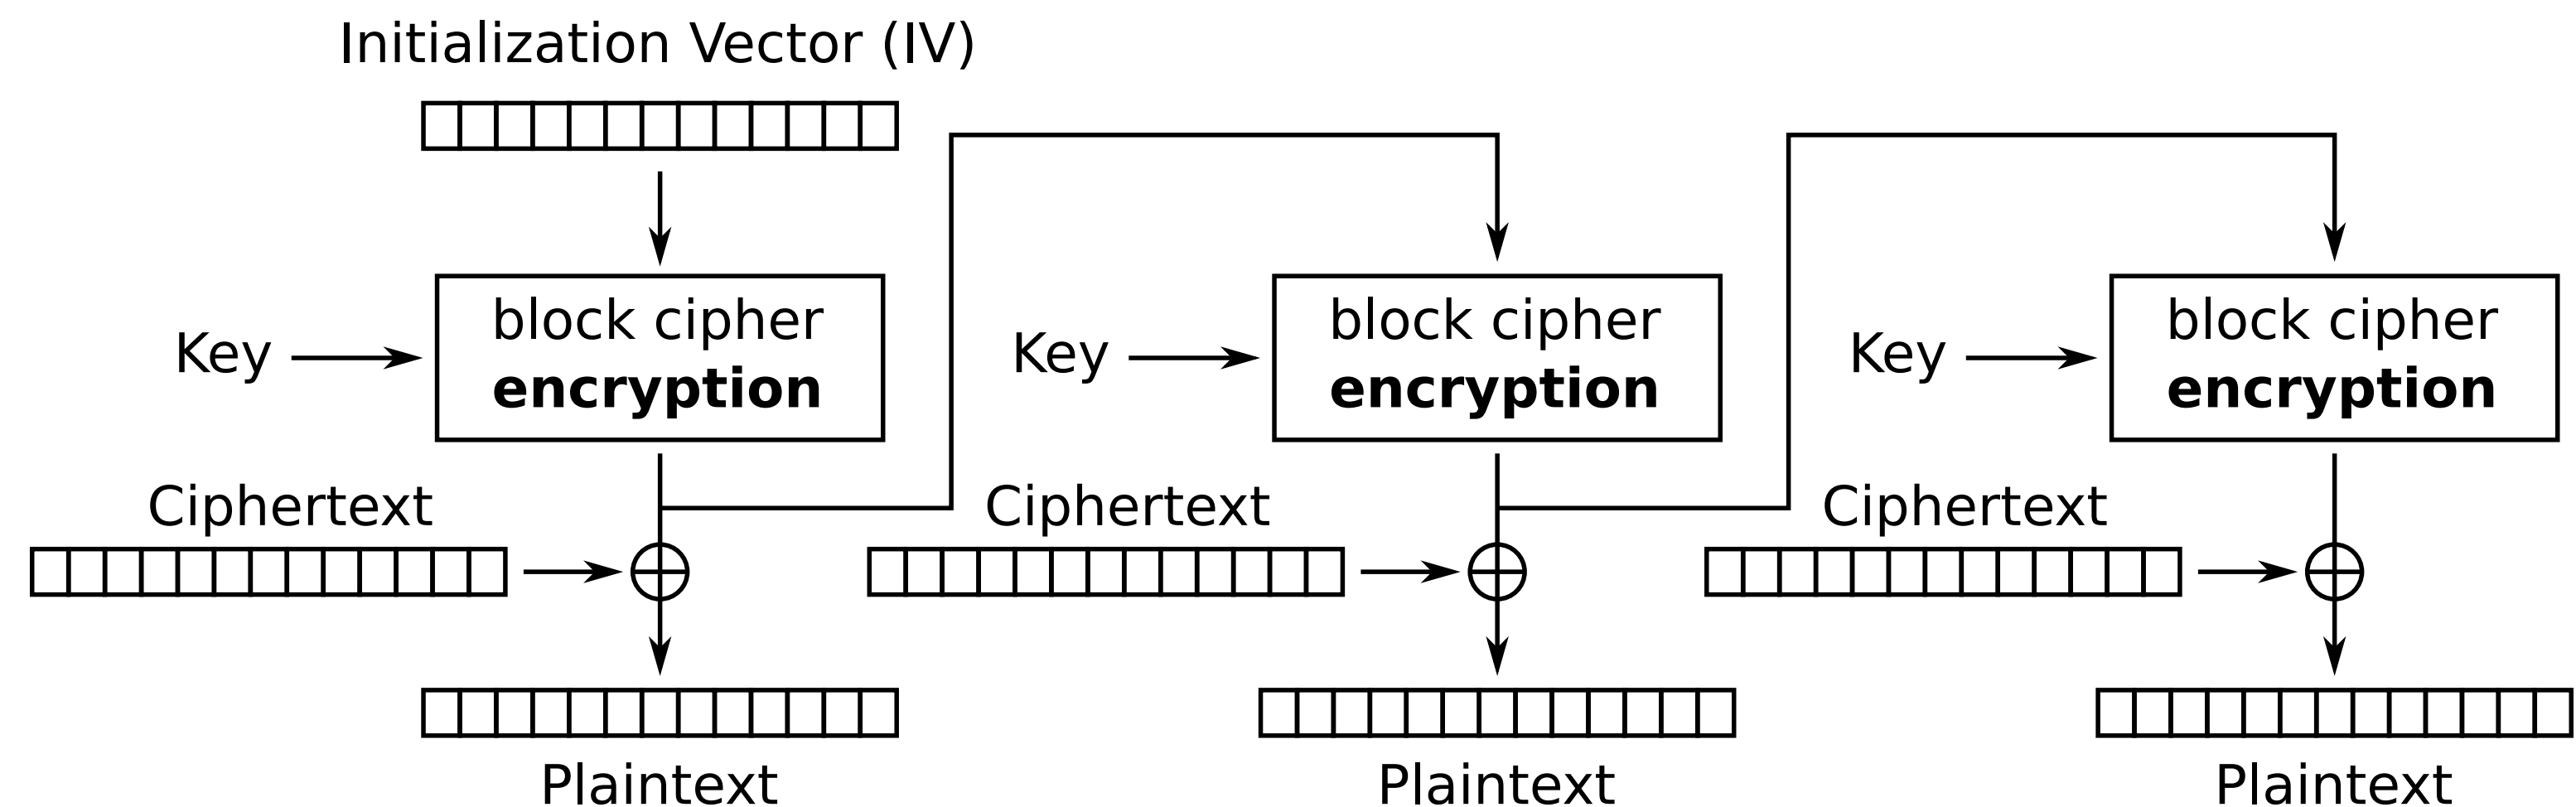 Initialization Vector (IV)
Key
block cipher
encryption
Key
block cipher
encryption
Key
block cipher
encryption
Ciphertext
Ciphertext
Ciphertext
Plaintext
Plaintext
Plaintext